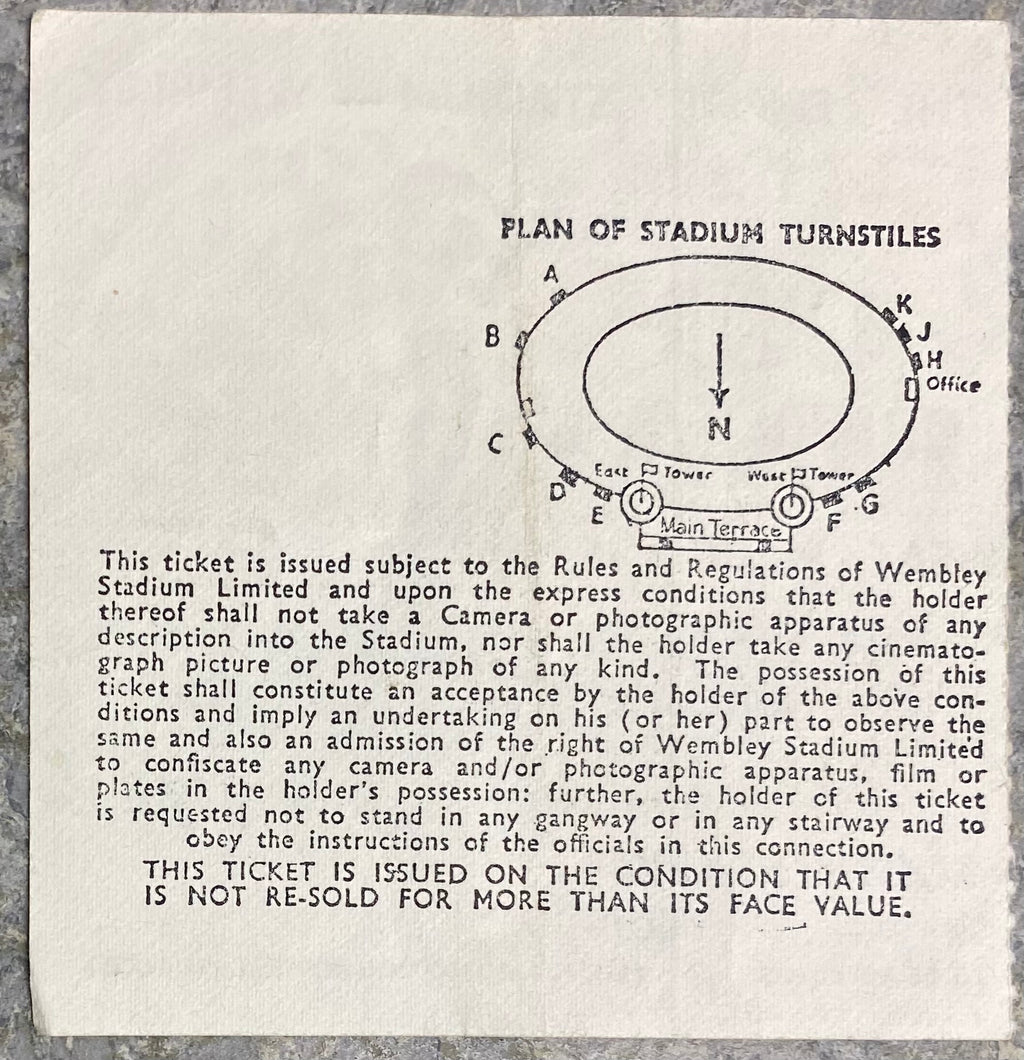 PLAN OF STADIUM TURNSTILES
A
K
B
J
H
Office
N
C
East Tower
West Tower
D
G
E
F
Main Terrace
This ticket is issued subject to the Rules and Regulations of Wembley
Stadium Limited and upon the express conditions that the holder
thereof shall not take a Camera or photographic apparatus of any
description into the Stadium, nor shall the holder take any cinemato-
graph picture or photograph of any kind. The possession of this
ticket shall constitute an acceptance by the holder of the above con-
ditions and imply an undertaking on his (or her) part to observe the
same and also an admission of the right of Wembley Stadium Limited
to confiscate any camera and/or photographic apparatus, film or
plates in the holder's possession: further, the holder of this ticket
is requested not to stand in any gangway or in any stairway and to
obey the instructions of the officials in this connection.
THIS TICKET IS ISSUED ON THE CONDITION THAT IT
IS NOT RE-SOLD FOR MORE THAN ITS FACE VALUE.